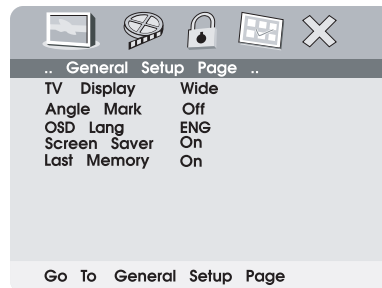 .. General Setup Page ..
TV Display Wide
Angle Mark Off
OSD Lang ENG
Screen Saver On
Last Memory On
Go To General Setup Page